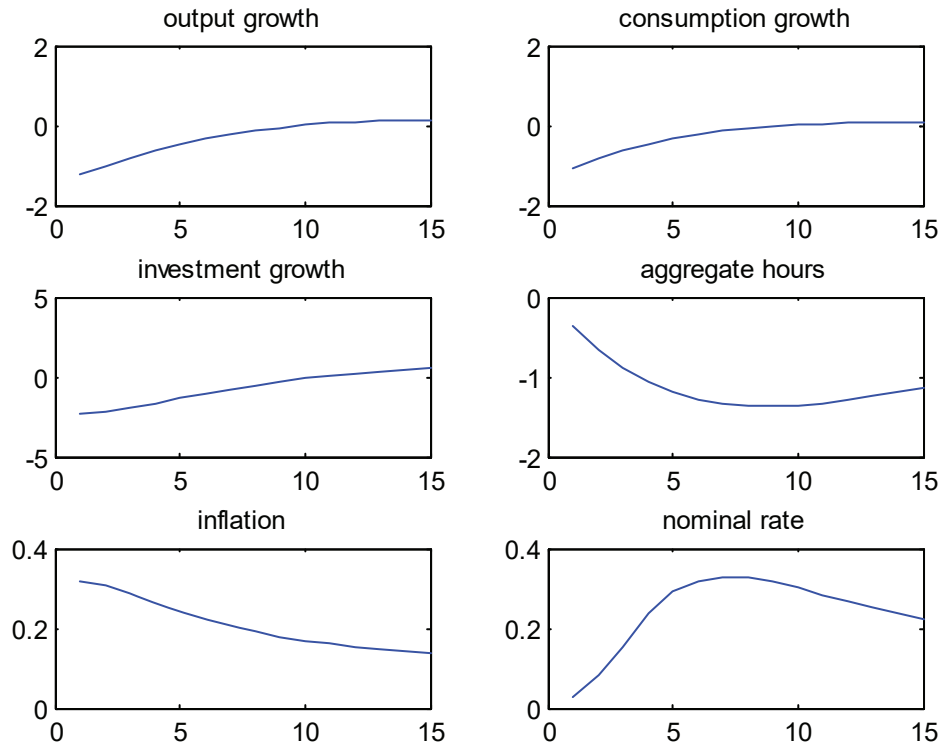 output growth
consumption growth
2
0
-2
0 5 10 15
2
0
-2
0 5 10 15
investment growth
aggregate hours
5
0
-5
0 5 10 15
0
-1
-2
0 5 10 15
inflation
nominal rate
0.4
0.2
0
0 5 10 15
0.4
0.2
0
0 5 10 15